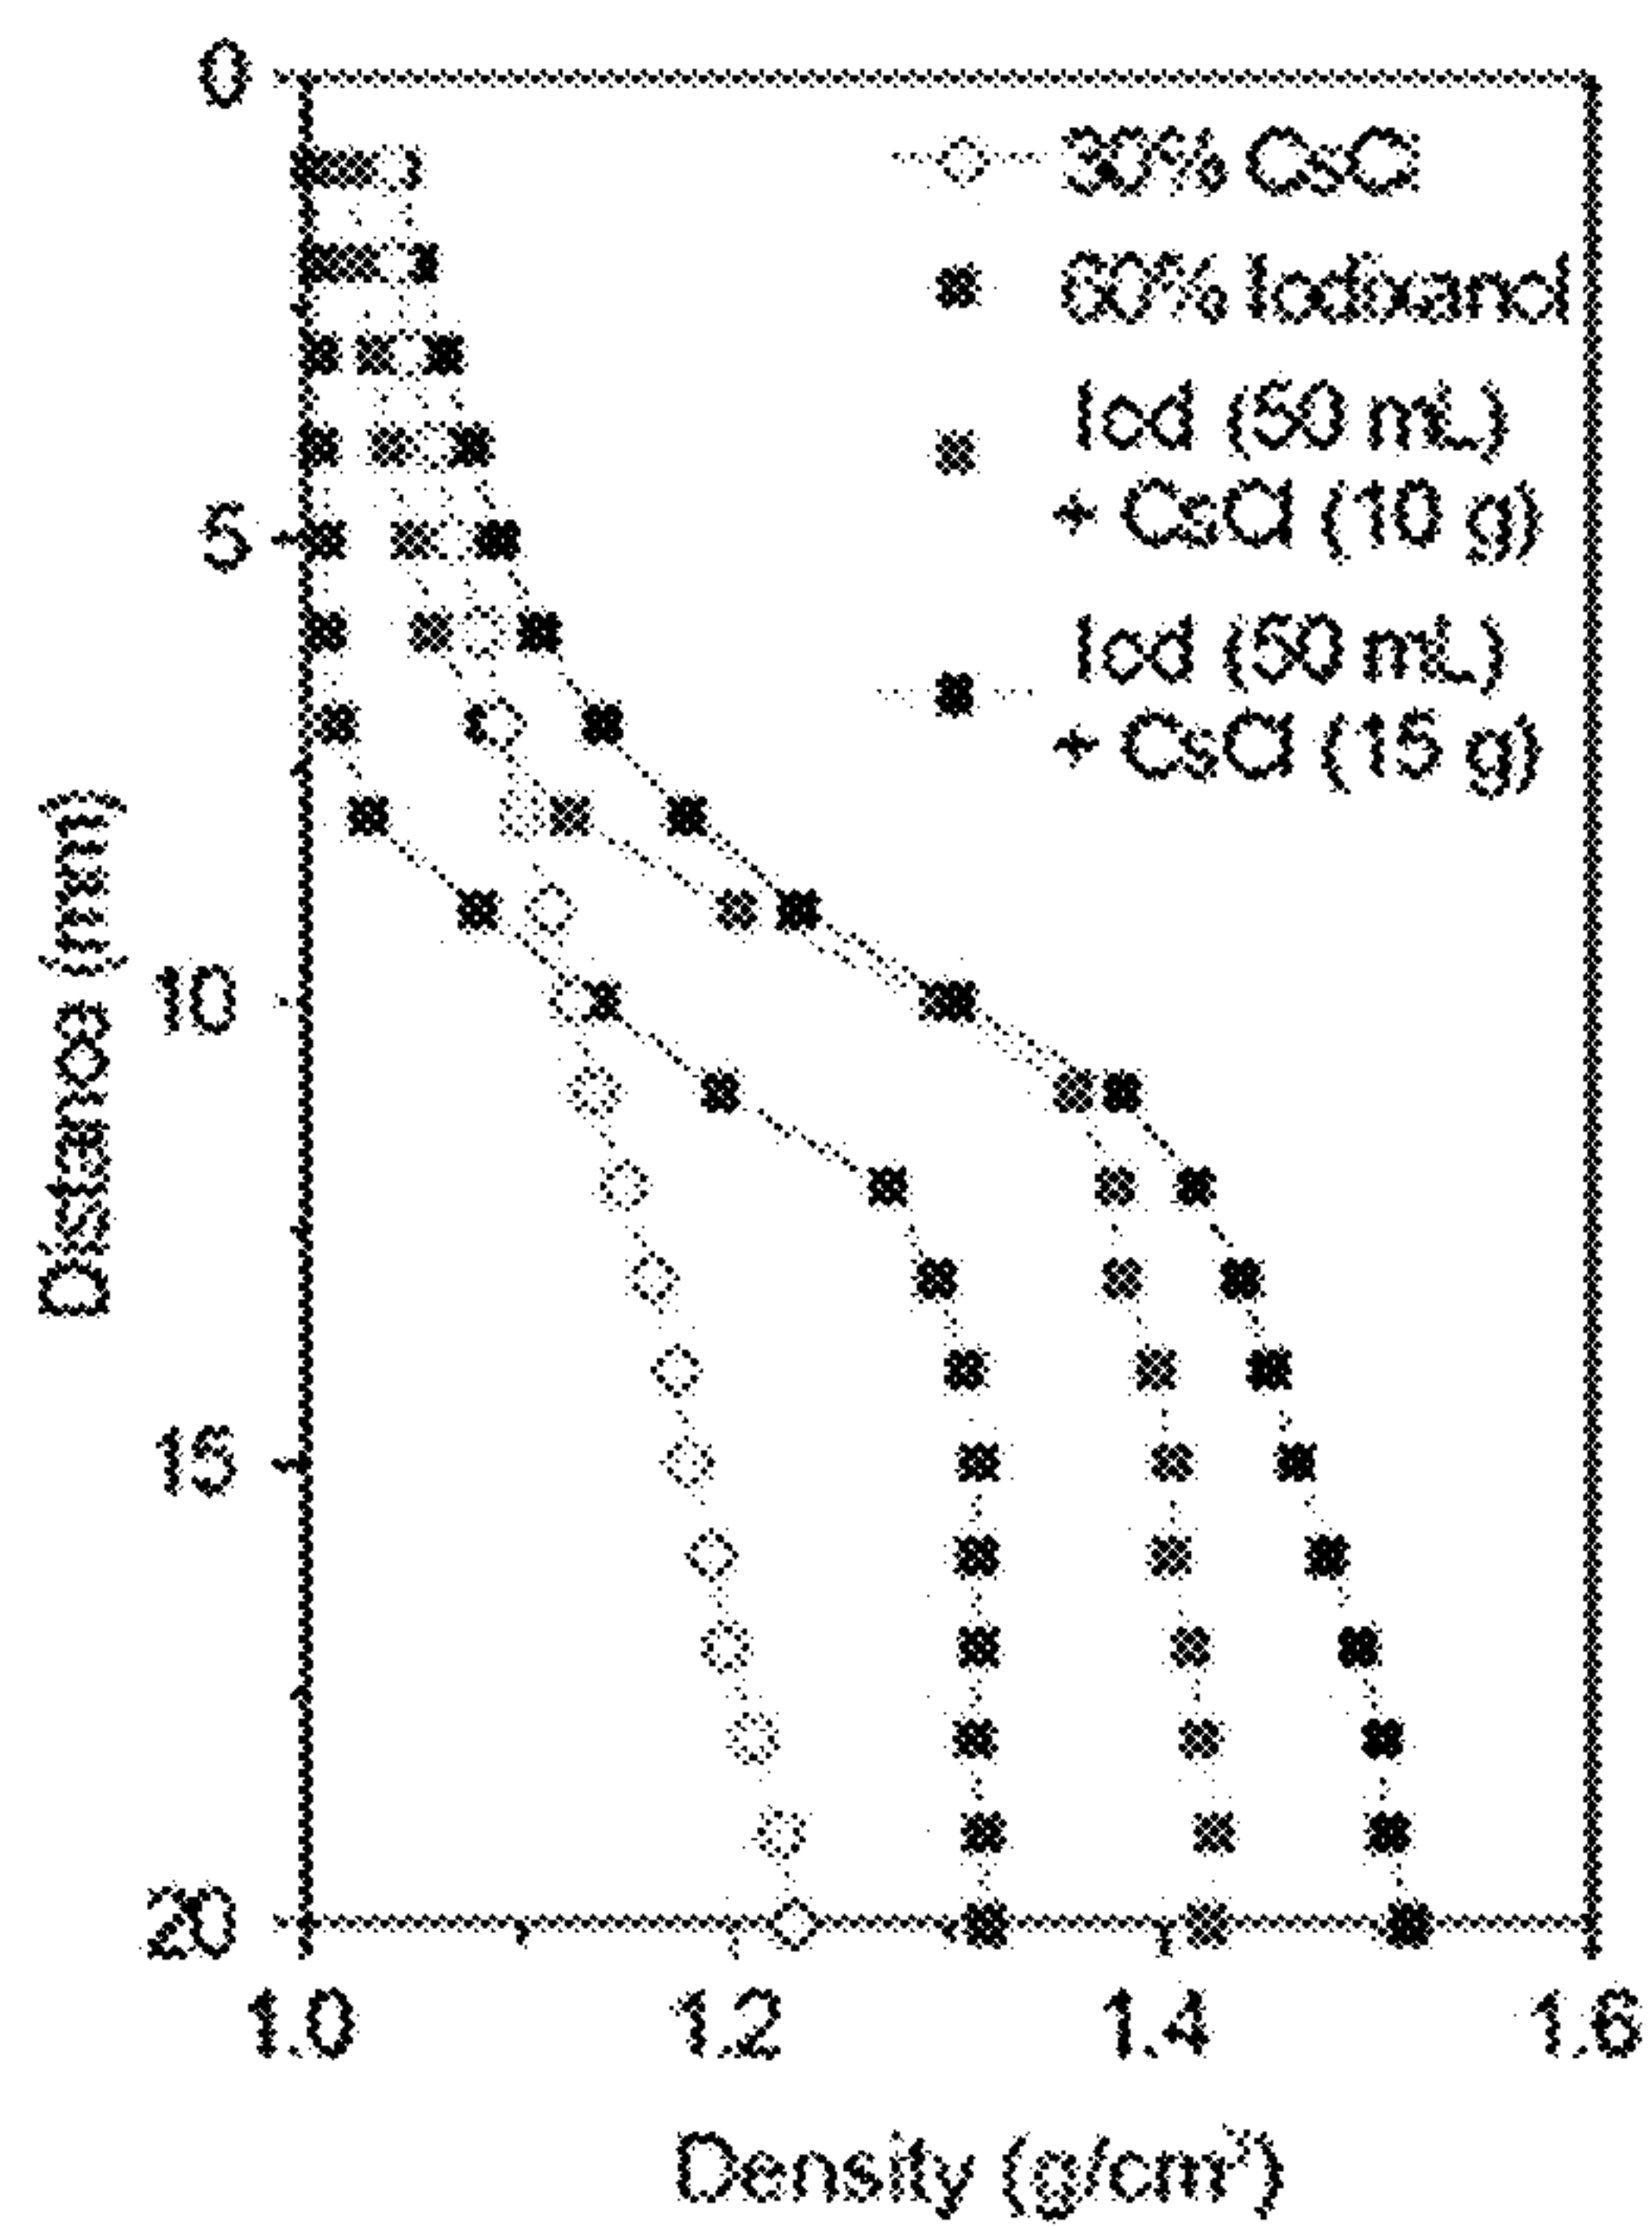 0
5
10
15
20
Distance (mm)
30% CsCl
60% Iodixanol
Iod (50 mL)
+ CsCl (10 g)
Iod (50 mL)
+ CsCl (15 g)
1.0 1.2 1.4 1.6
Density (g/cm³)